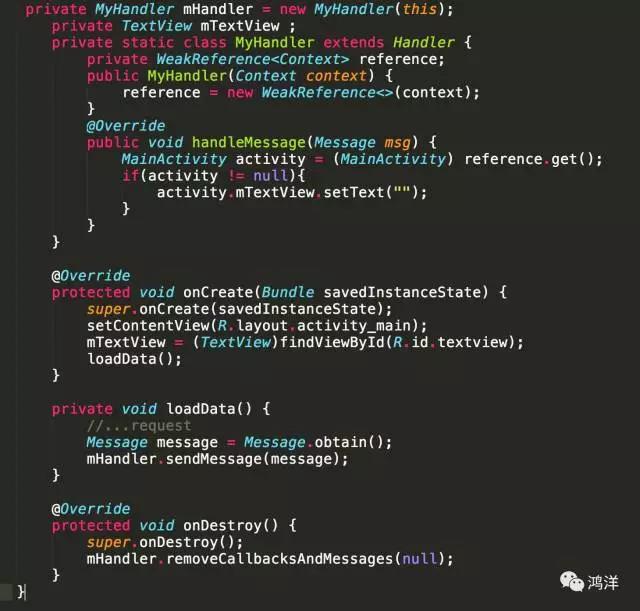 private MyHandler mHandler = new MyHandler(this);
private TextView mTextView ;
private static class MyHandler extends Handler {
private WeakReference<Context> reference;
public MyHandler(Context context) {
reference = new WeakReference<>(context);
}
@Override
public void handleMessage(Message msg) {
MainActivity activity = (MainActivity) reference.get();
if(activity != null){
activity.mTextView.setText("");
}
}
}
@Override
protected void onCreate(Bundle savedInstanceState) {
super.onCreate(savedInstanceState);
setContentView(R.layout.activity_main);
mTextView = (TextView)findViewById(R.id.textview);
loadData();
}
private void loadData() {
//...request
Message message = Message.obtain();
mHandler.sendMessage(message);
}
@Override
protected void onDestroy() {
super.onDestroy();
mHandler.removeCallbacksAndMessages(null);
}
}
鸿洋